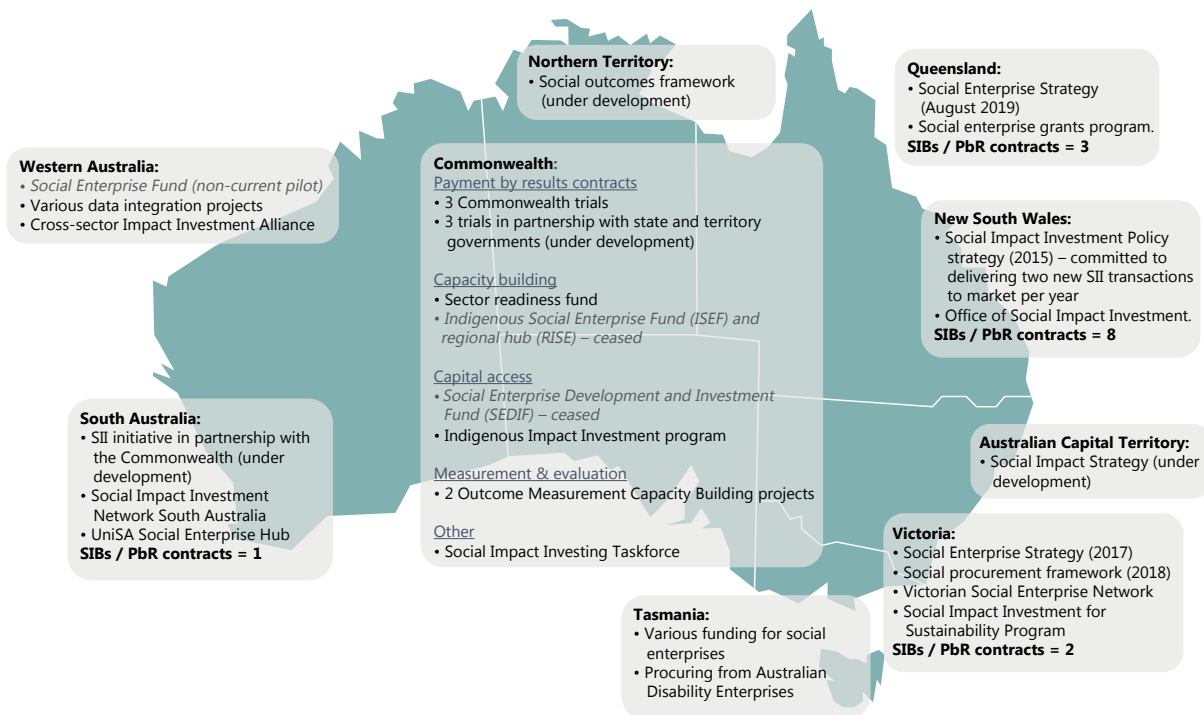 Northern Territory:
• Social outcomes framework
(under development)
Queensland:
• Social Enterprise Strategy
(August 2019)
• Social enterprise grants program.
SIBs / PbR contracts = 3
Western Australia:
• Social Enterprise Fund (non-current pilot)
• Various data integration projects
• Cross-sector Impact Investment Alliance
Commonwealth:
Payment by results contracts
• 3 Commonwealth trials
• 3 trials in partnership with state and territory
governments (under development)
Capacity building
• Sector readiness fund
• Indigenous Social Enterprise Fund (ISEF) and
regional hub (RISE) – ceased
Capital access
• Social Enterprise Development and Investment
Fund (SEDIF) – ceased
• Indigenous Impact Investment program
Measurement & evaluation
• 2 Outcome Measurement Capacity Building projects
Other
• Social Impact Investing Taskforce
New South Wales:
• Social Impact Investment Policy
strategy (2015) – committed to
delivering two new SII transactions
to market per year
• Office of Social Impact Investment.
SIBs / PbR contracts = 8
South Australia:
• SII initiative in partnership with
the Commonwealth (under
development)
• Social Impact Investment
Network South Australia
• UniSA Social Enterprise Hub
SIBs / PbR contracts = 1
Australian Capital Territory:
• Social Impact Strategy (under
development)
Victoria:
• Social Enterprise Strategy (2017)
• Social procurement framework (2018)
• Victorian Social Enterprise Network
• Social Impact Investment for
Sustainability Program
SIBs / PbR contracts = 2
Tasmania:
• Various funding for social
enterprises
• Procuring from Australian
Disability Enterprises